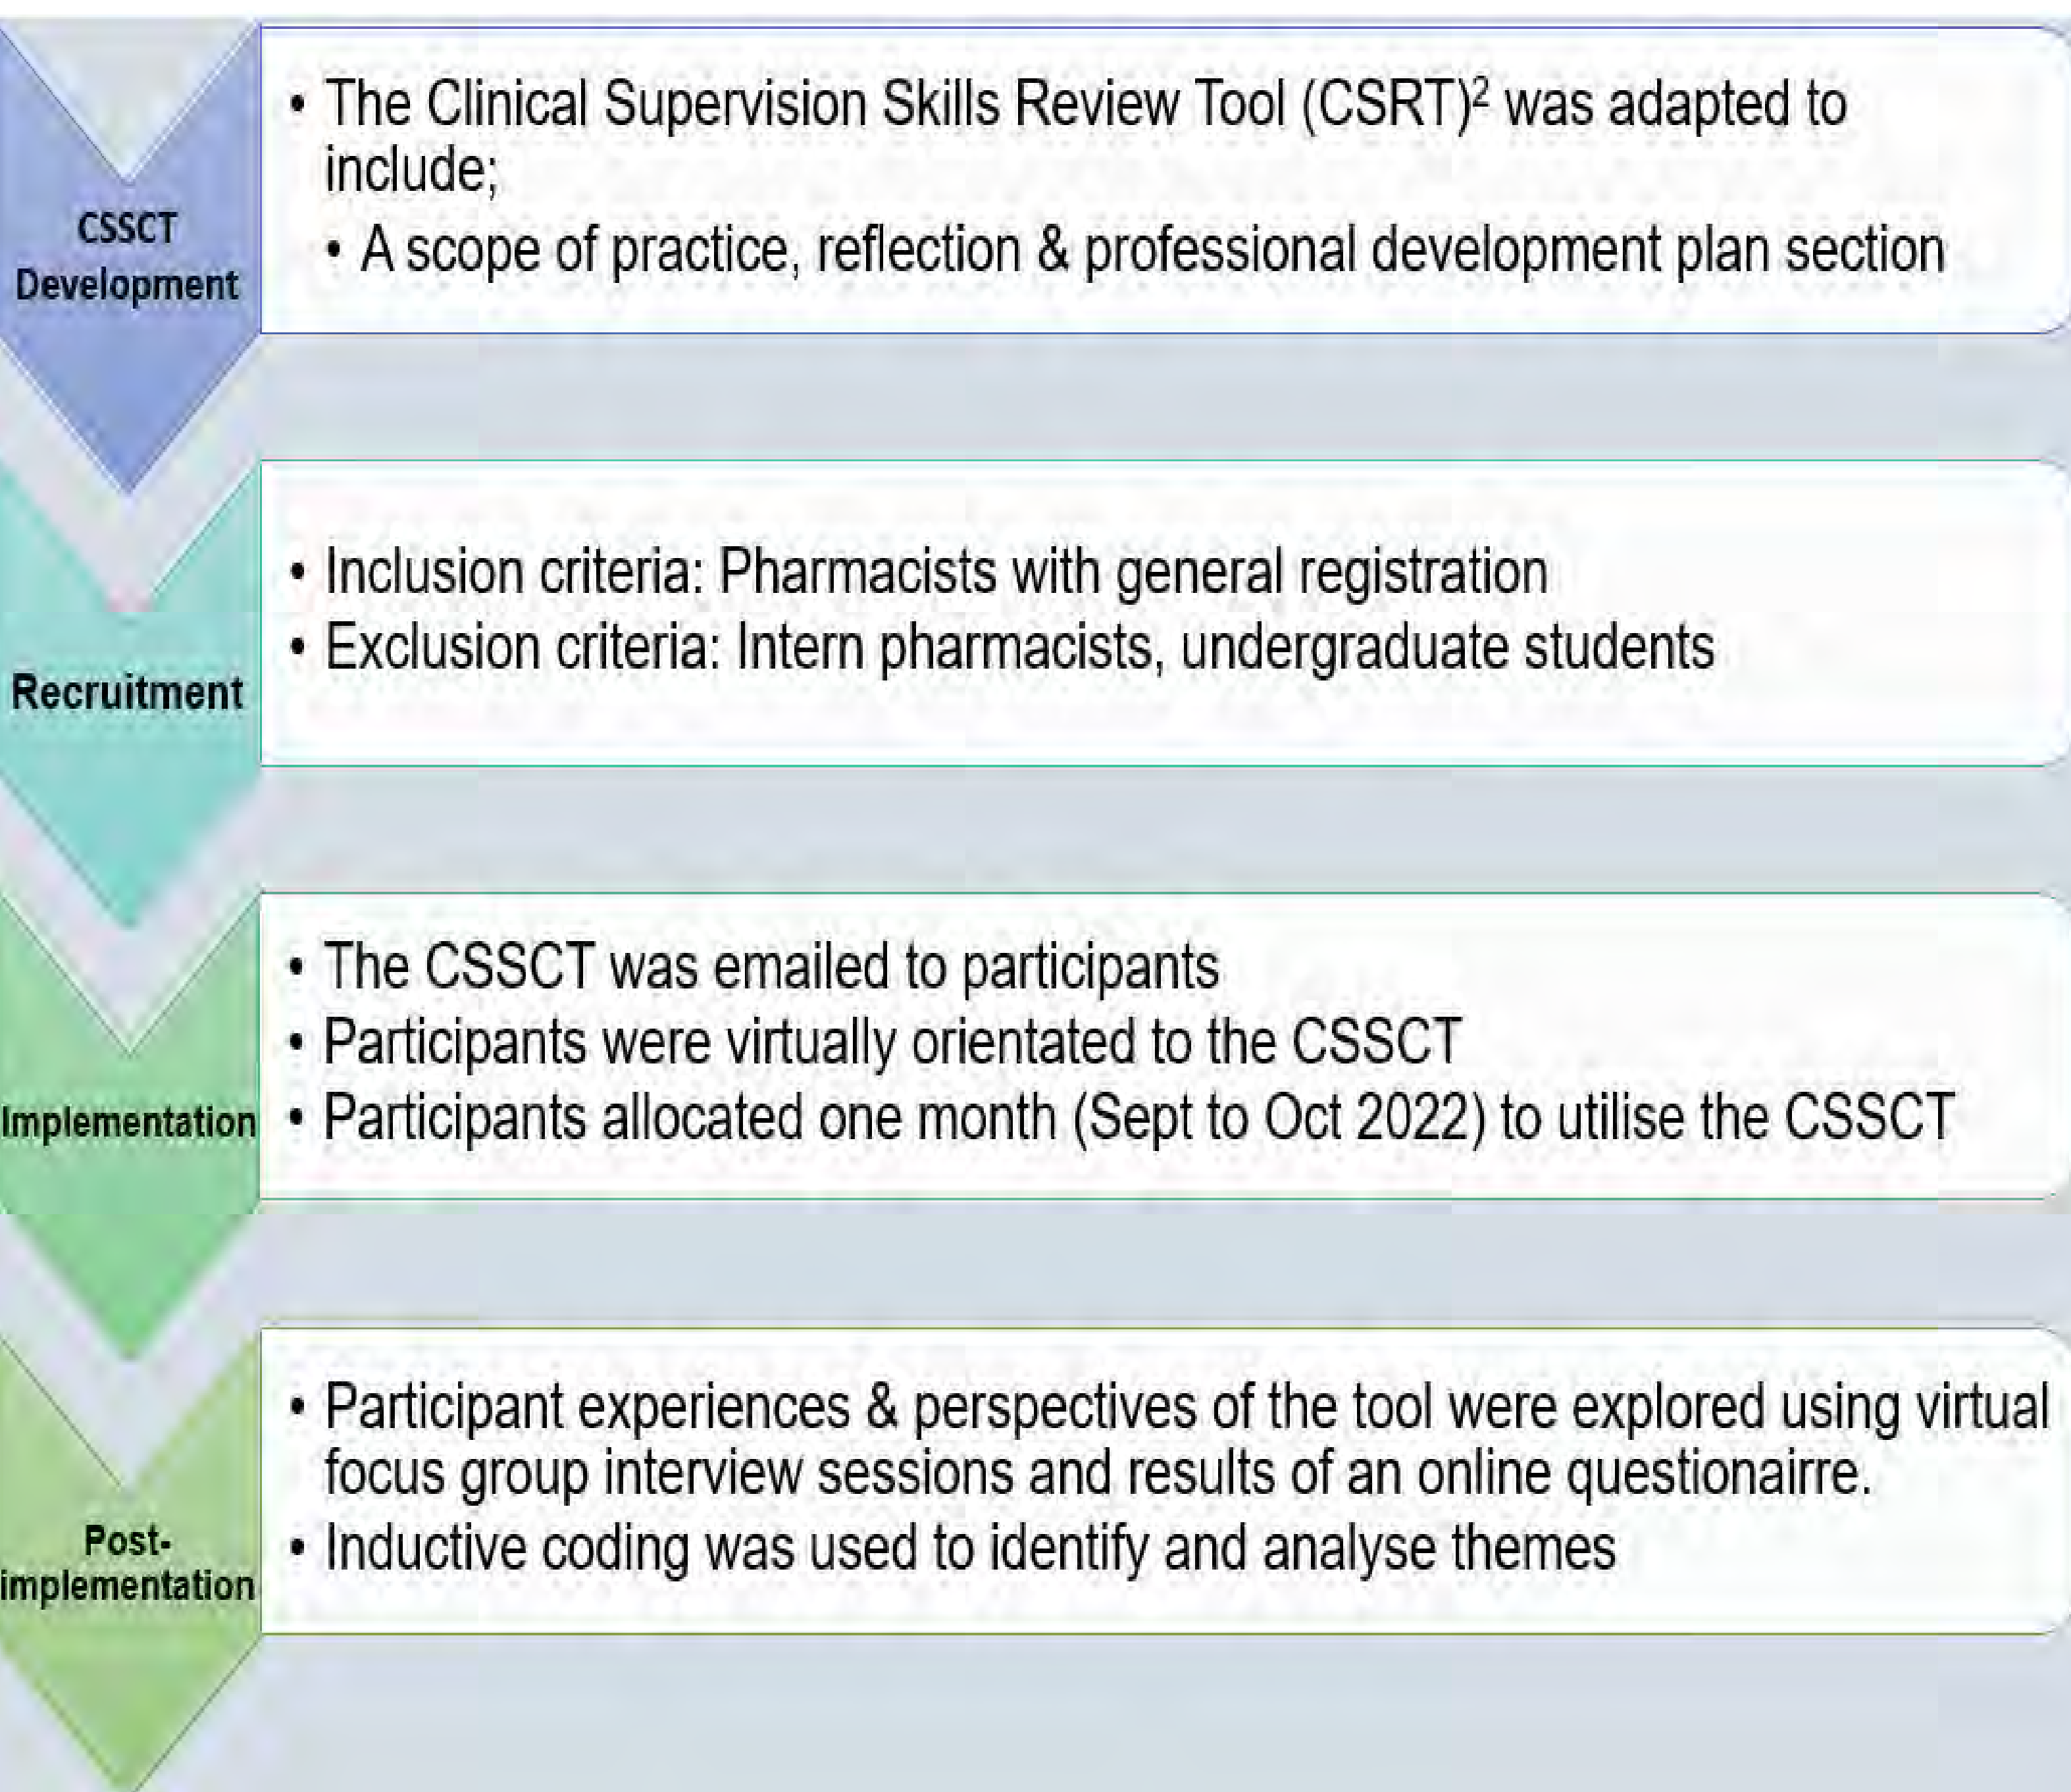 CSSCT
Development
• The Clinical Supervision Skills Review Tool (CSRT)² was adapted to
include;
• A scope of practice, reflection & professional development plan section
Recruitment
• Inclusion criteria: Pharmacists with general registration
• Exclusion criteria: Intern pharmacists, undergraduate students
Implementation
• The CSSCT was emailed to participants
• Participants were virtually orientated to the CSSCT
• Participants allocated one month (Sept to Oct 2022) to utilise the CSSCT
Post-
implementation
• Participant experiences & perspectives of the tool were explored using virtual
focus group interview sessions and results of an online questionairre.
• Inductive coding was used to identify and analyse themes